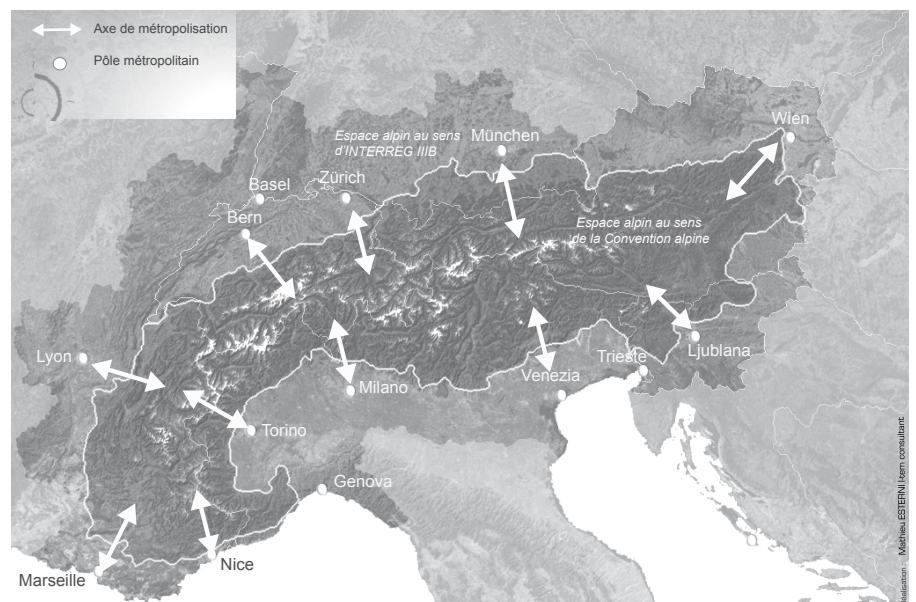 Axe de métropolisation
Pôle métropolitain
Wien
Espace alpin au sens
d'INTERREG IIIB
München
Basel
Zürich
Bern
Espace alpin au sens
de la Convention alpine
Lyon
Trieste
Ljublana
Venezia
Milano
Torino
Genova
Nice
Marseille
Réalisation : Mathieu ESTERNI Item consultant